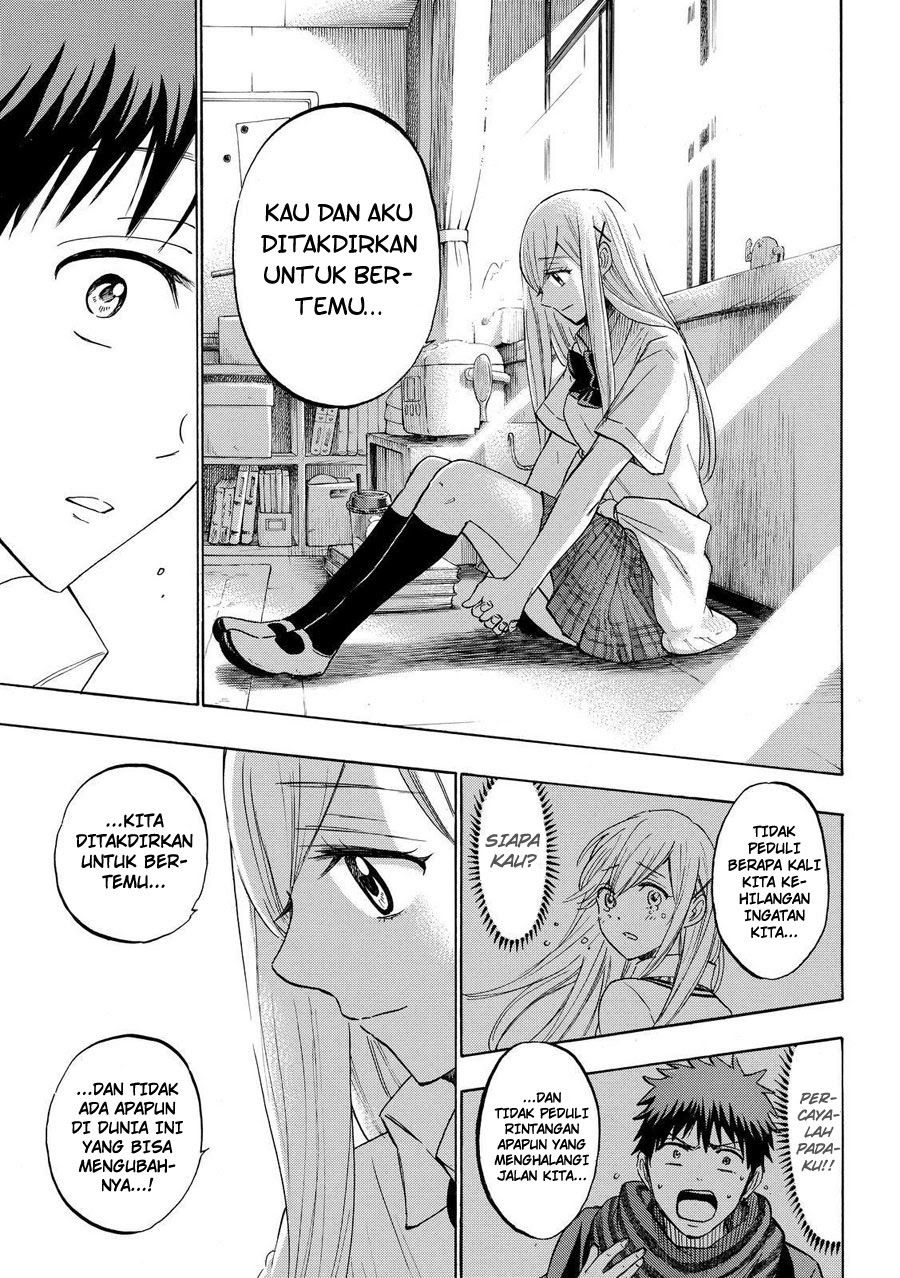 KAU DAN AKU
DITAKDIRKAN
UNTUK BER-
TEMU...
TIDAK
PEDULI
BERAPA KALI
KITA KE-
HILANGAN
INGATAN
KITA...
SIAPA
KAU?
PER-
CAYA-
LAH
PADA-
KU!!
...DAN
TIDAK PEDULI
RINTANGAN
APAPUN YANG
MENGHALANGI
JALAN KITA...
...KITA
DITAKDIRKAN
UNTUK BER-
TEMU...
...DAN TIDAK
ADA APAPUN
DI DUNIA INI
YANG BISA
MENGUBAH-
NYA...!